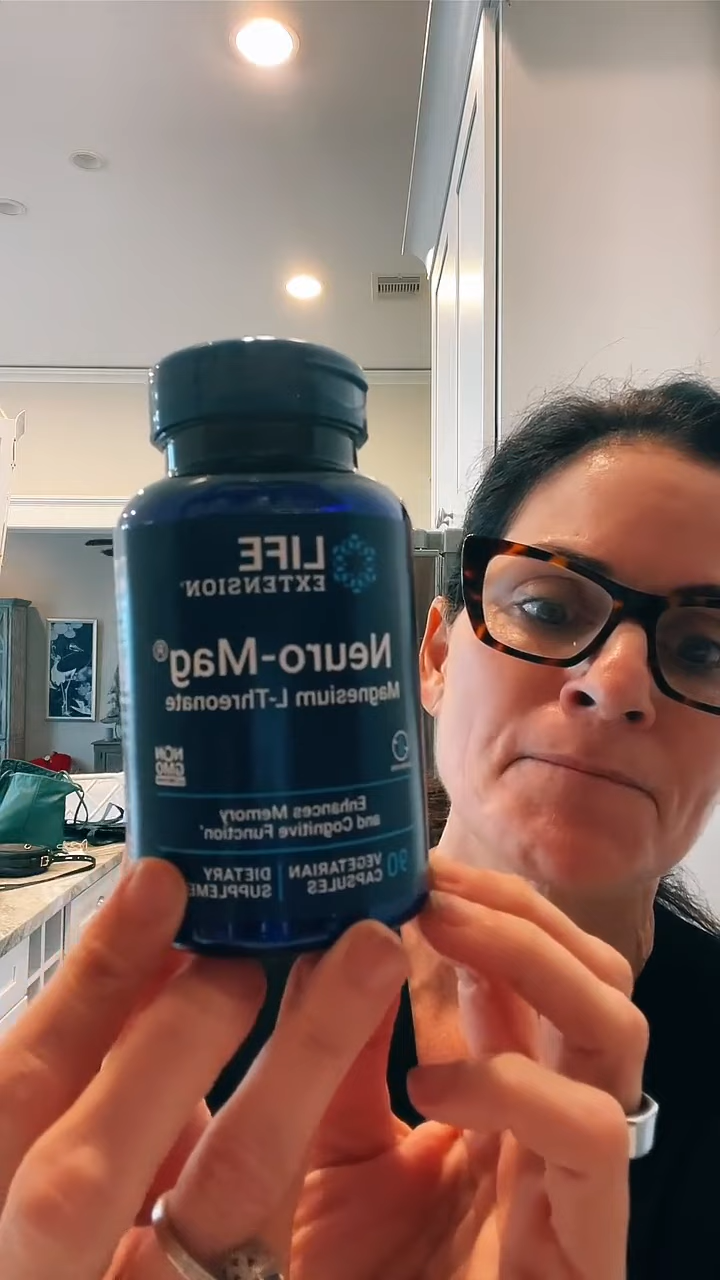 LIFE
EXTENSION®
Neuro-Mag®
Magnesium L-Threonate
NON
GMO
Enhances Memory
and Cognitive Function*
90 VEGETARIAN
CAPSULES
DIETARY
SUPPLEME